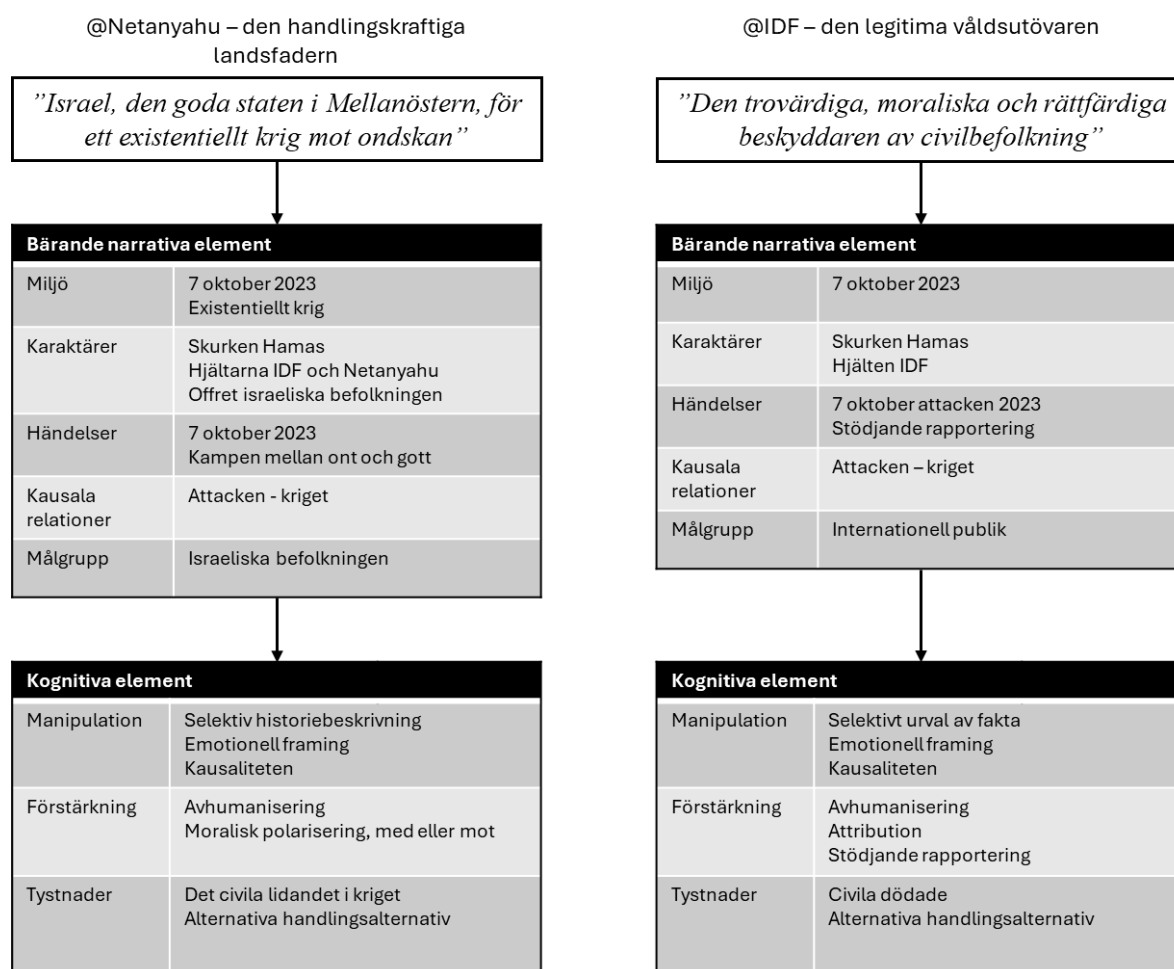 @Netanyahu – den handlingskraftiga
landsfadern
”Israel, den goda staten i Mellanöstern, för
ett existentiellt krig mot ondskan”
Bärande narrativa element
Miljö
7 oktober 2023
Existentiellt krig
Karaktärer
Skurken Hamas
Hjältarna IDF och Netanyahu
Offret israeliska befolkningen
Händelser
7 oktober 2023
Kampen mellan ont och gott
Kausala
relationer
Attacken - kriget
Målgrupp
Israeliska befolkningen
Kognitiva element
Manipulation
Selektiv historiebeskrivning
Emotionell framing
Kausaliteten
Förstärkning
Avhumanisering
Moralisk polarisering, med eller mot
Tystnader
Det civila lidandet i kriget
Alternativa handlingsalternativ
@IDF – den legitima våldsutövaren
”Den trovärdiga, moraliska och rättfärdiga
beskyddaren av civilbefolkning”
Bärande narrativa element
Miljö
7 oktober 2023
Karaktärer
Skurken Hamas
Hjälten IDF
Händelser
7 oktober attacken 2023
Stödjande rapportering
Kausala
relationer
Attacken – kriget
Målgrupp
Internationell publik
Kognitiva element
Manipulation
Selektivt urval av fakta
Emotionell framing
Kausaliteten
Förstärkning
Avhumanisering
Attribution
Stödjande rapportering
Tystnader
Civila dödade
Alternativa handlingsalternativ